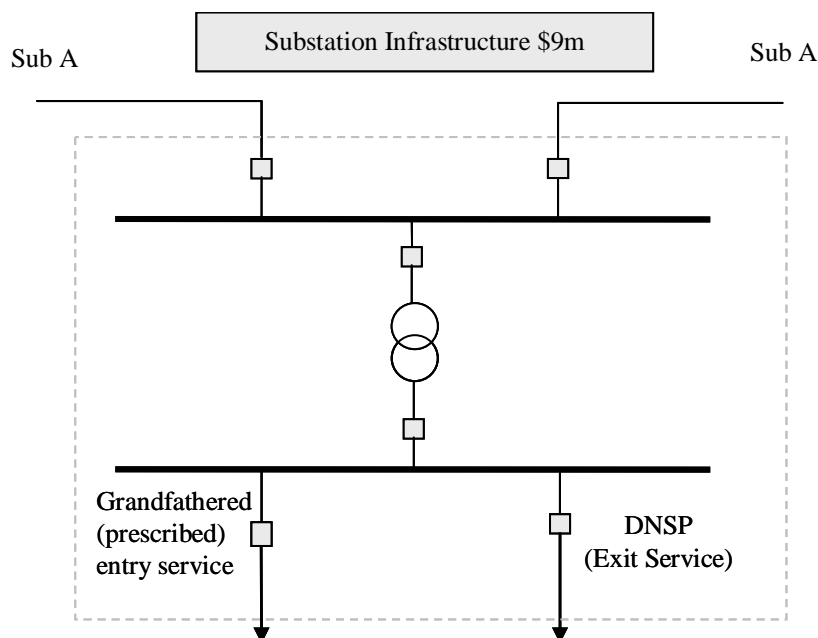 Substation Infrastructure $9m
Sub A
Sub A
Grandfathered
(prescribed)
entry service
DNSP
(Exit Service)